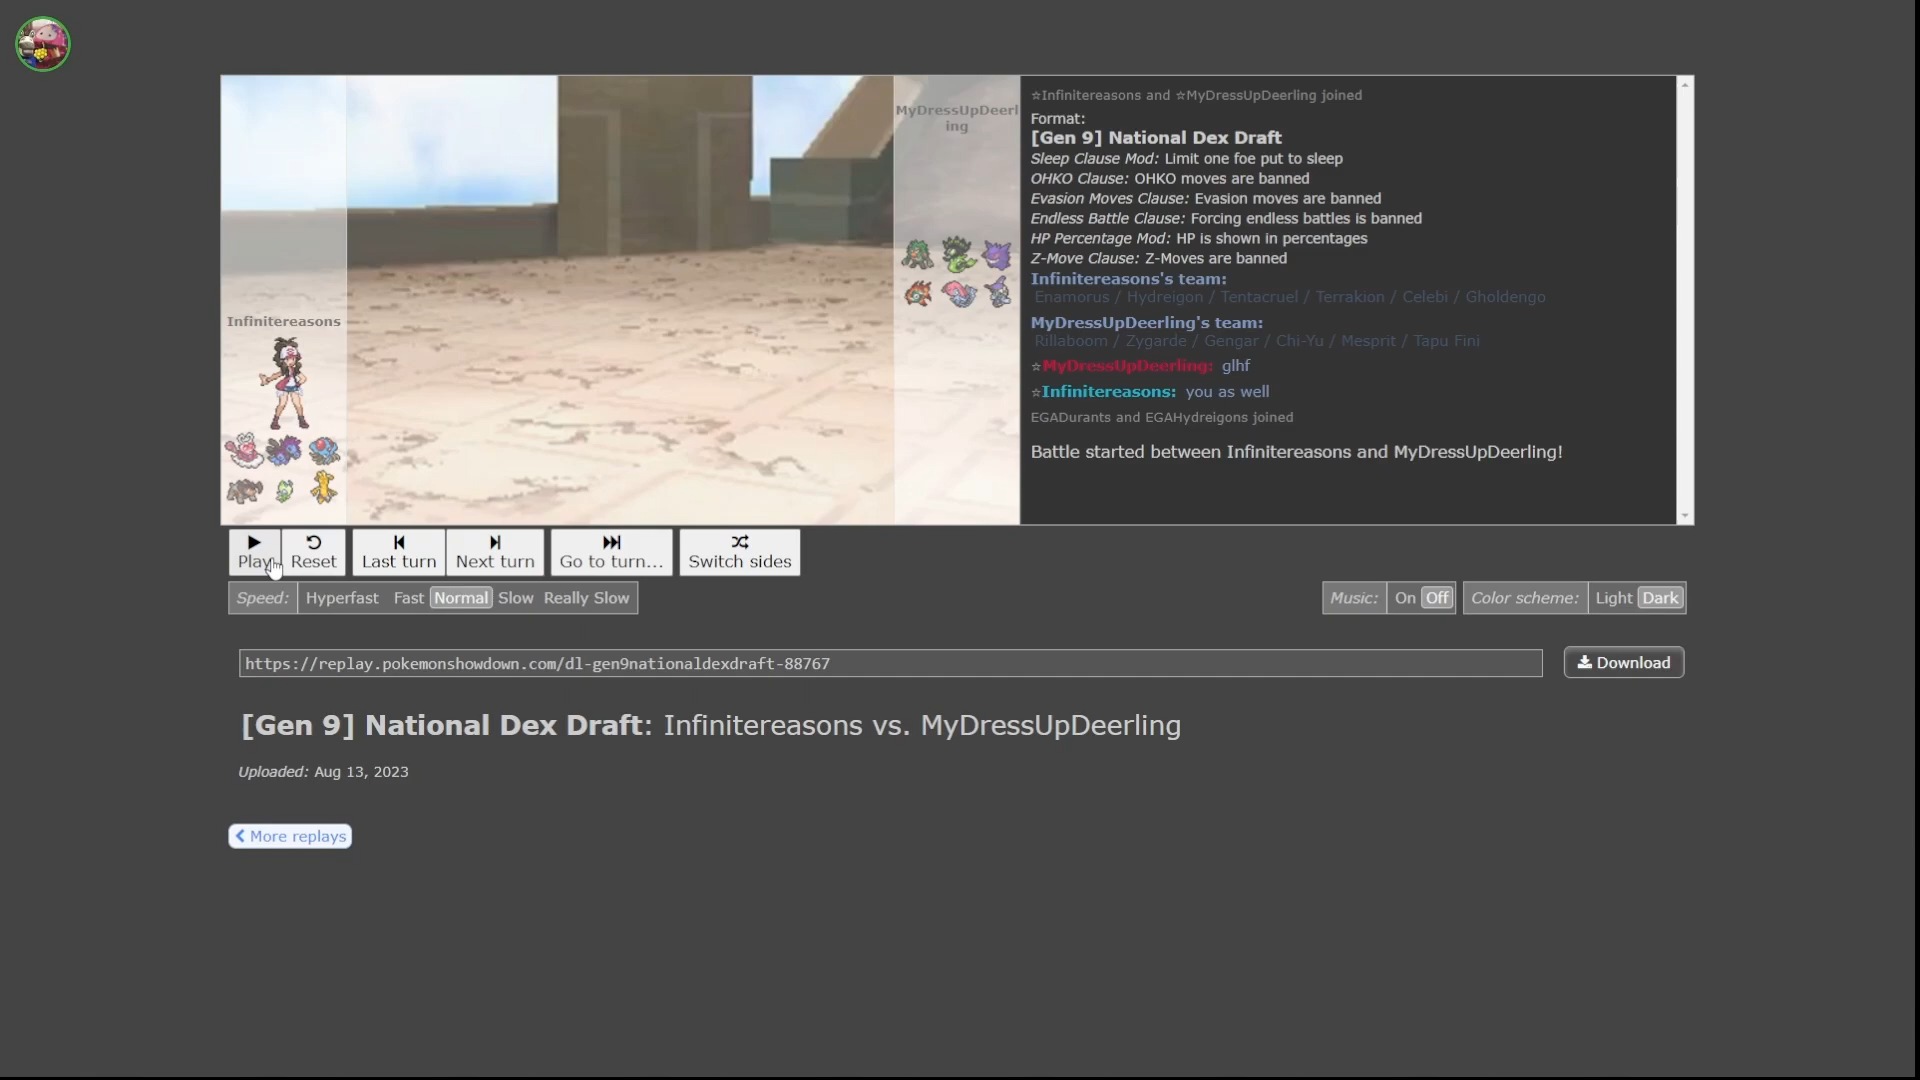 Infinitereasons
MyDressUpDeerl
ing
☆Infinitereasons and ☆MyDressUpDeerling joined
Format:
[Gen 9] National Dex Draft
Sleep Clause Mod: Limit one foe put to sleep
OHKO Clause: OHKO moves are banned
Evasion Moves Clause: Evasion moves are banned
Endless Battle Clause: Forcing endless battles is banned
HP Percentage Mod: HP is shown in percentages
Z-Move Clause: Z-Moves are banned
Infinitereasons's team:
Enamorus / Hydreigon / Tentacruel / Terrakion / Celebi / Gholdengo
MyDressUpDeerling's team:
Rillaboom / Zygarde / Gengar / Chi-Yu / Mesprit / Tapu Fini
☆MyDressUpDeerling: glhf
☆Infinitereasons: you as well
EGADurants and EGAHydreigons joined
Battle started between Infinitereasons and MyDressUpDeerling!
Play Reset Last turn Next turn Go to turn... Switch sides
Speed: Hyperfast Fast Normal Slow Really Slow
Music: On Off Color scheme: Light Dark
https://replay.pokemonshowdown.com/dl-gen9nationaldexdraft-88767
Download
[Gen 9] National Dex Draft: Infinitereasons vs. MyDressUpDeerling
Uploaded: Aug 13, 2023
More replays